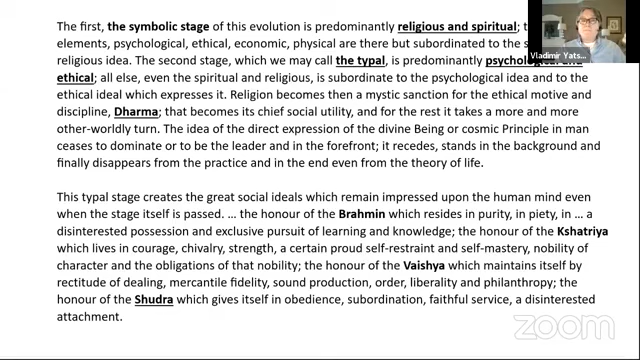 The first, the symbolic stage of this evolution is predominantly religious and spiritual; t
elements, psychological, ethical, economic, physical are there but subordinated to the s
religious idea. The second stage, which we may call the typal, is predominantly psychological and
ethical; all else, even the spiritual and religious, is subordinate to the psychological idea and to the
ethical ideal which expresses it. Religion becomes then a mystic sanction for the ethical motive and
discipline, Dharma; that becomes its chief social utility, and for the rest it takes a more and more
other-worldly turn. The idea of the direct expression of the divine Being or cosmic Principle in man
ceases to dominate or to be the leader and in the forefront; it recedes, stands in the background and
finally disappears from the practice and in the end even from the theory of life.
This typal stage creates the great social ideals which remain impressed upon the human mind even
when the stage itself is passed. … the honour of the Brahmin which resides in purity, in piety, in … a
disinterested possession and exclusive pursuit of learning and knowledge; the honour of the Kshatriya
which lives in courage, chivalry, strength, a certain proud self-restraint and self-mastery, nobility of
character and the obligations of that nobility; the honour of the Vaishya which maintains itself by
rectitude of dealing, mercantile fidelity, sound production, order, liberality and philanthropy; the
honour of the Shudra which gives itself in obedience, subordination, faithful service, a disinterested
attachment.
Vladimir Yats...
zoom